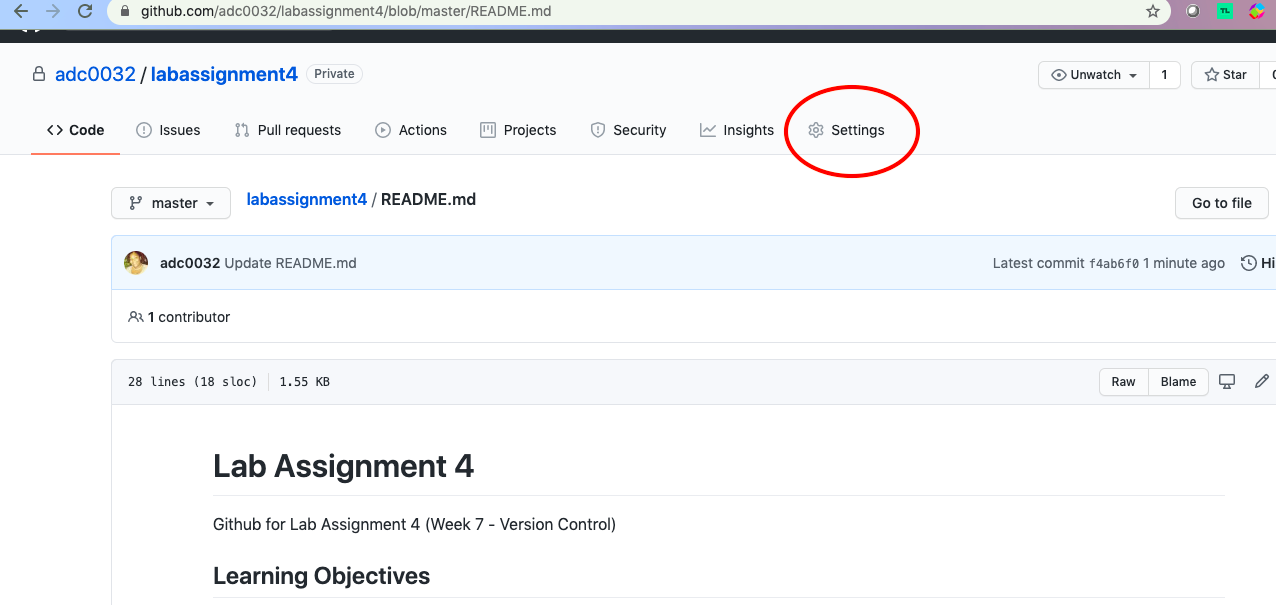 github.com/adc0032/labassignment4/blob/master/README.md
TL
adc0032 / labassignment4 Private
Unwatch 1 Star
Code Issues Pull requests Actions Projects Security Insights Settings
master labassignment4 / README.md Go to file
adc0032 Update README.md Latest commit f4ab6f0 1 minute ago Hi
1 contributor
28 lines (18 sloc) 1.55 KB Raw Blame
Lab Assignment 4
Github for Lab Assignment 4 (Week 7 - Version Control)
Learning Objectives